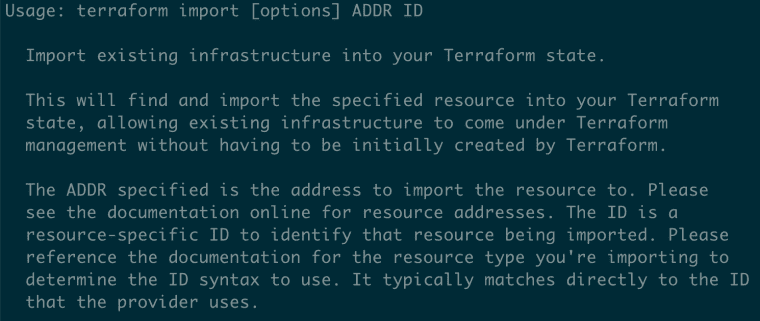 Usage: terraform import [options] ADDR ID
Import existing infrastructure into your Terraform state.
This will find and import the specified resource into your Terraform
state, allowing existing infrastructure to come under Terraform
management without having to be initially created by Terraform.
The ADDR specified is the address to import the resource to. Please
see the documentation online for resource addresses. The ID is a
resource-specific ID to identify that resource being imported. Please
reference the documentation for the resource type you're importing to
determine the ID syntax to use. It typically matches directly to the ID
that the provider uses.